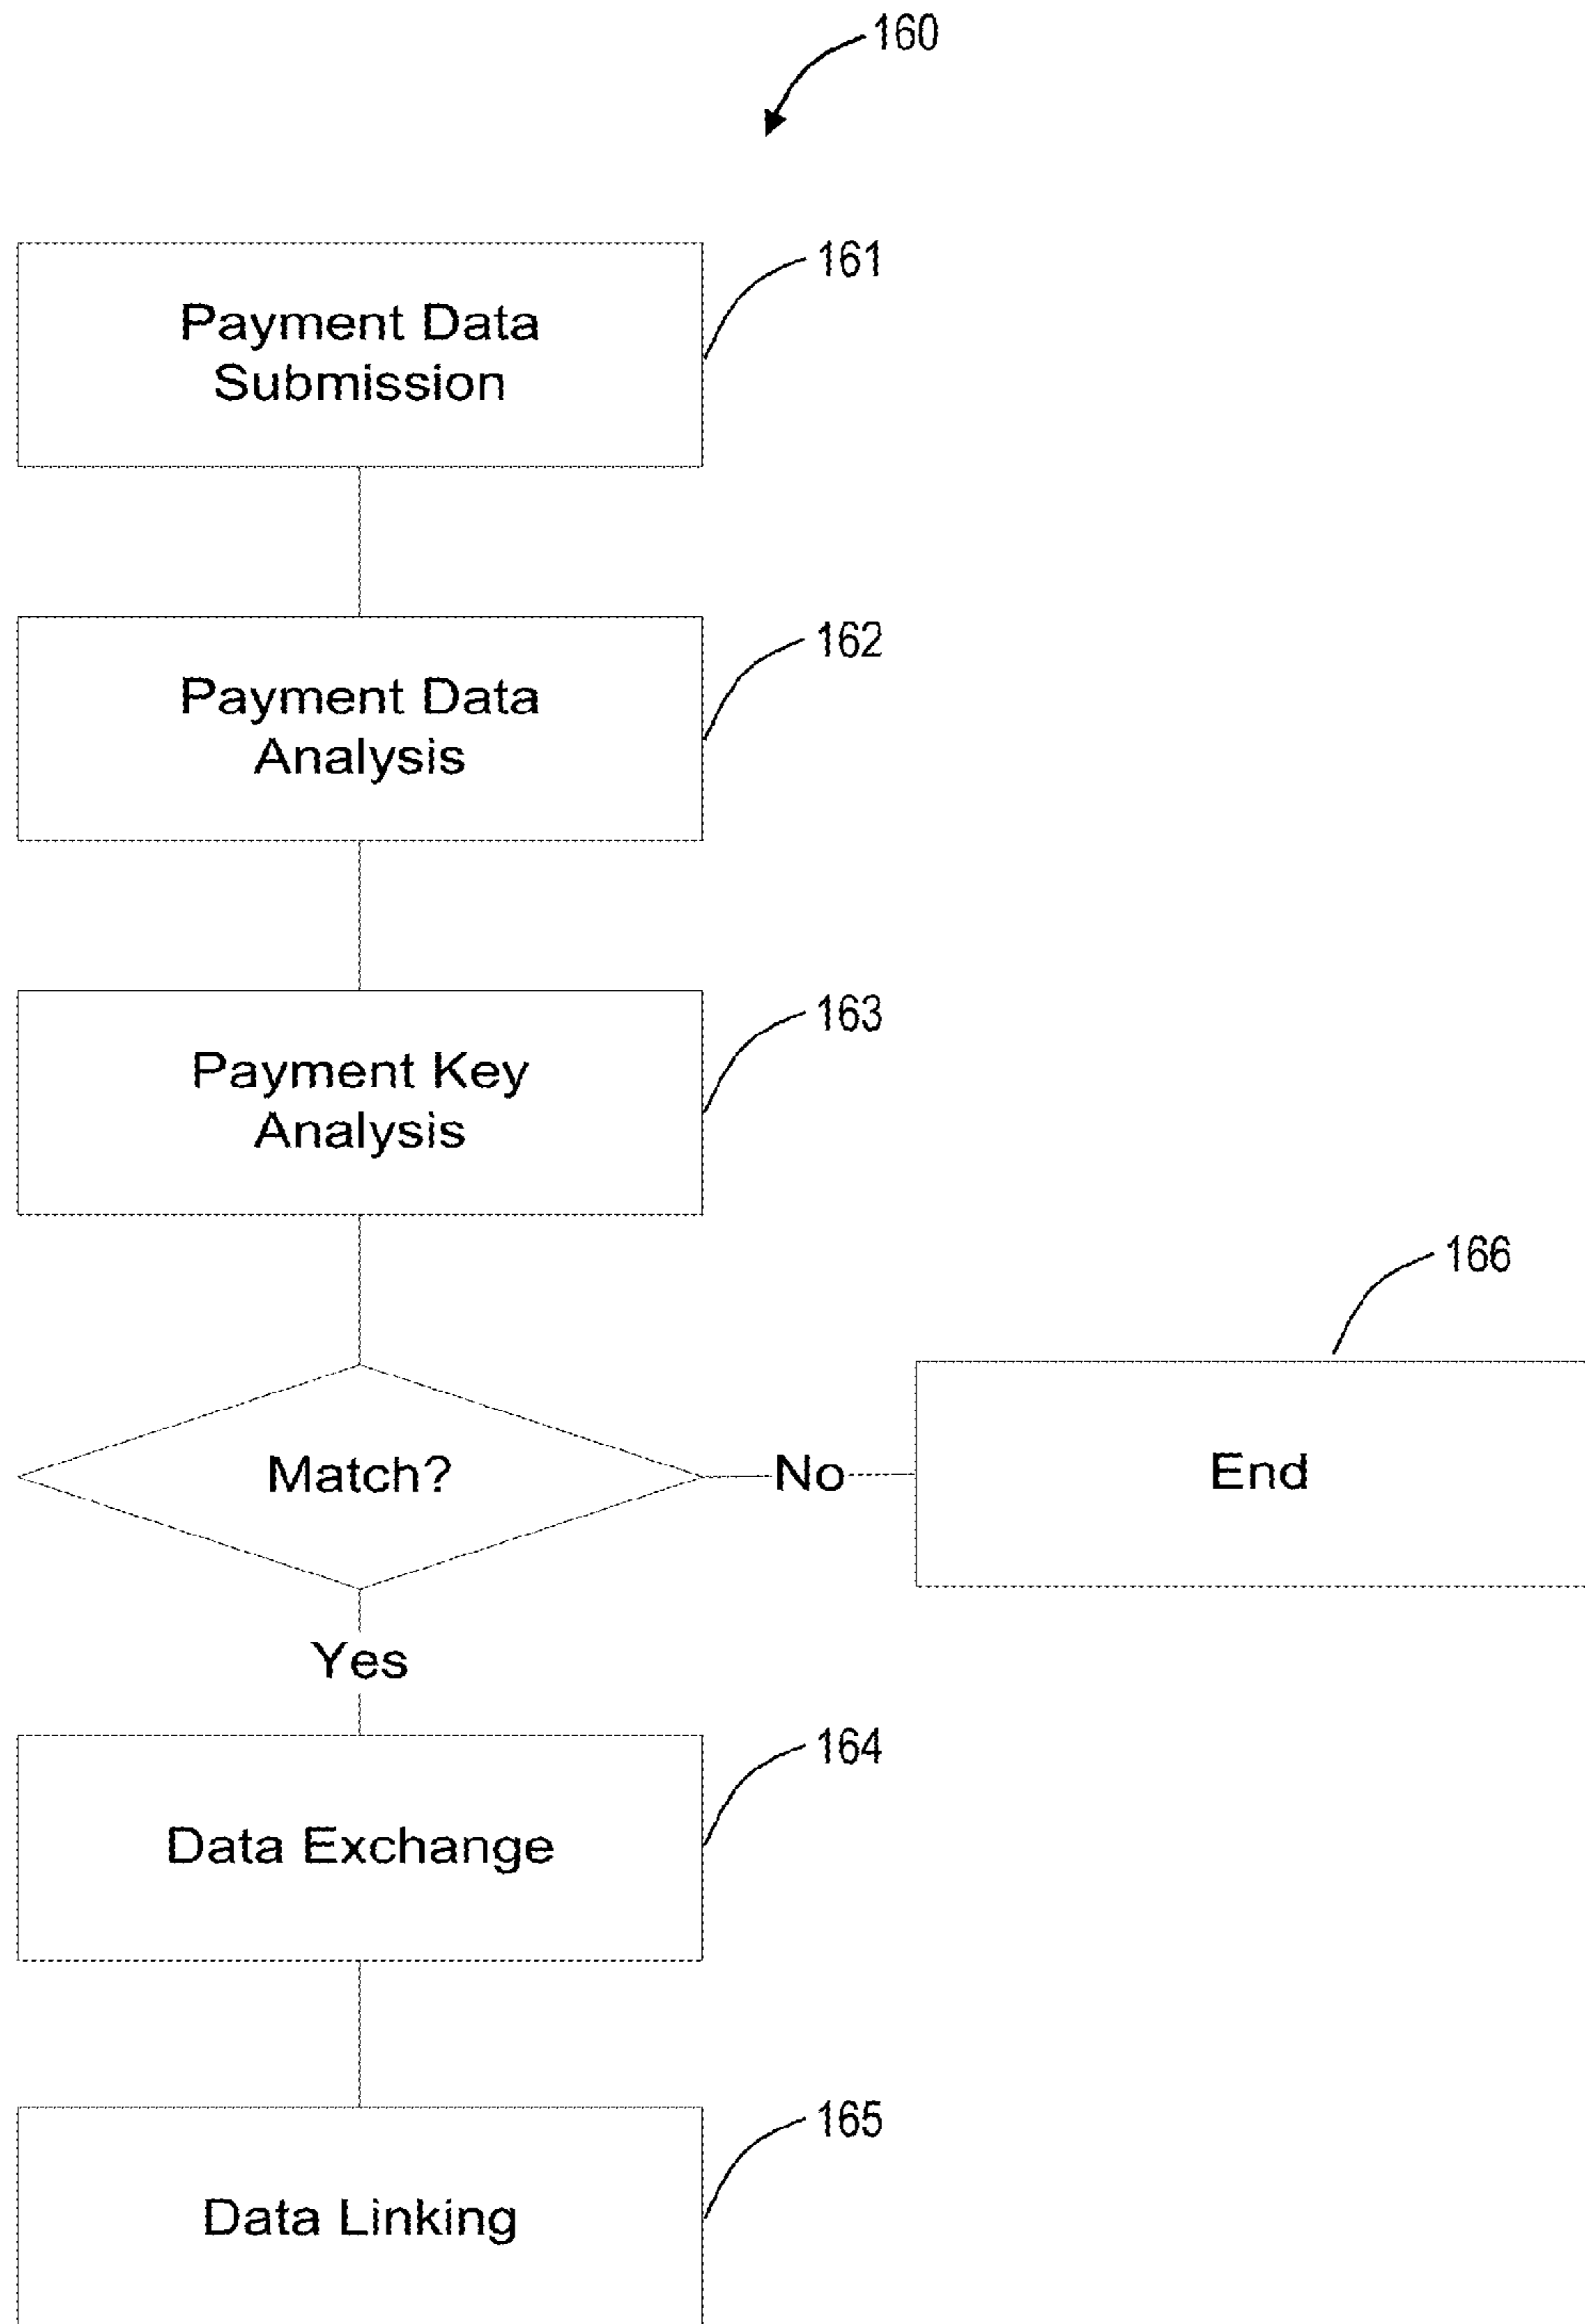 160
161
Payment Data
Submission
162
Payment Data
Analysis
163
Payment Key
Analysis
166
Match?
No
End
Yes
164
Data Exchange
165
Data Linking